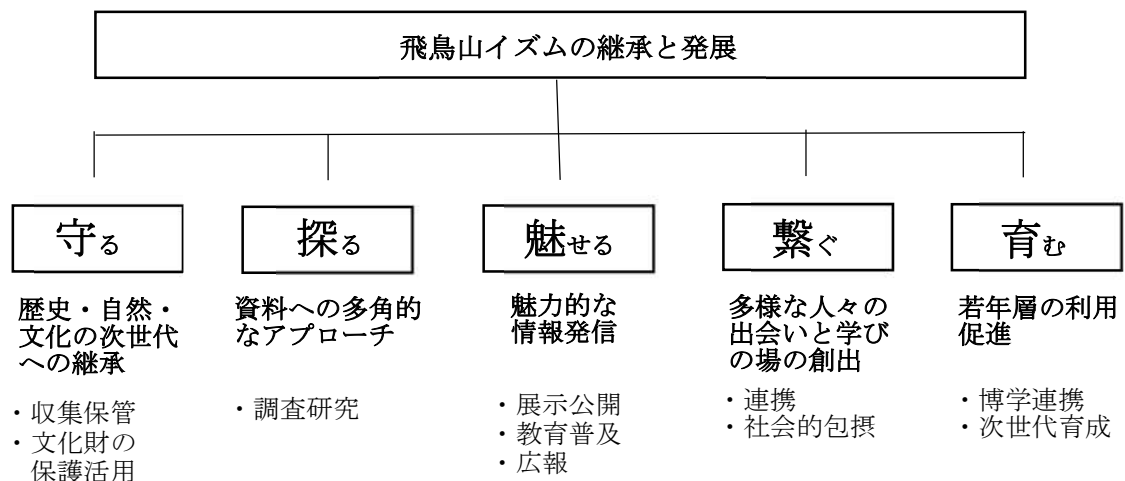 飛鳥山イズムの継承と発展
守る
探る
魅せる
繋ぐ
育む
歴史・自然・
文化の次世代
への継承
資料への多角的
なアプローチ
魅力的な
情報発信
多様な人々の
出会いと学び
の場の創出
若年層の利用
促進
・収集保管
・文化財の
保護活用
・調査研究
・展示公開
・教育普及
・広報
・連携
・社会的包摂
・博学連携
・次世代育成